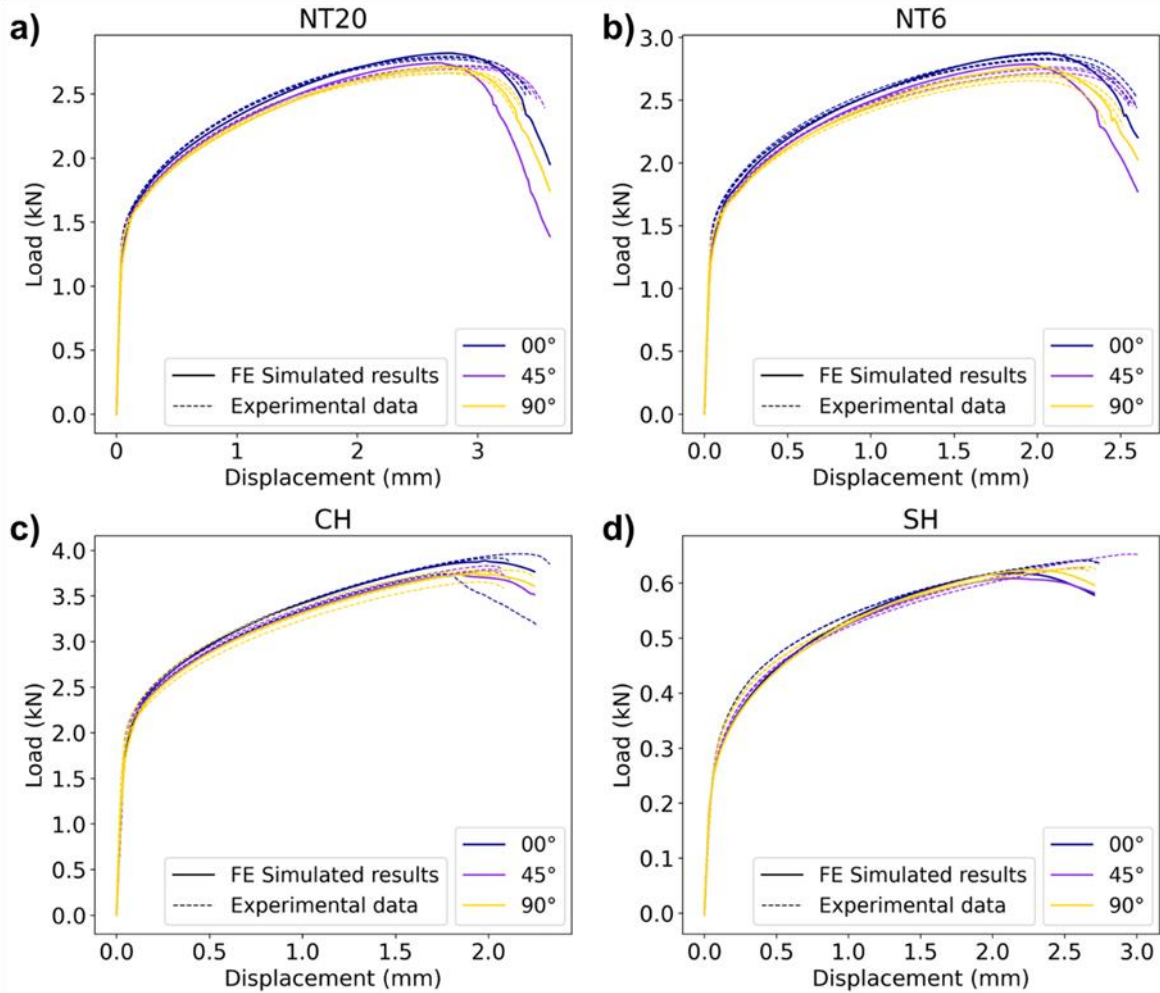 a)
NT20
Load (kN)
2.5
2.0
1.5
1.0
0.5
0.0
FE Simulated results
Experimental data
00°
45°
90°
0
1
2
3
Displacement (mm)
b)
NT6
Load (kN)
3.0
2.5
2.0
1.5
1.0
0.5
0.0
FE Simulated results
Experimental data
00°
45°
90°
0.0
0.5
1.0
1.5
2.0
2.5
Displacement (mm)
c)
CH
Load (kN)
4.0
3.5
3.0
2.5
2.0
1.5
1.0
0.5
0.0
FE Simulated results
Experimental data
00°
45°
90°
0.0
0.5
1.0
1.5
2.0
Displacement (mm)
d)
SH
Load (kN)
0.6
0.5
0.4
0.3
0.2
0.1
0.0
FE Simulated results
Experimental data
00°
45°
90°
0.0
0.5
1.0
1.5
2.0
2.5
3.0
Displacement (mm)